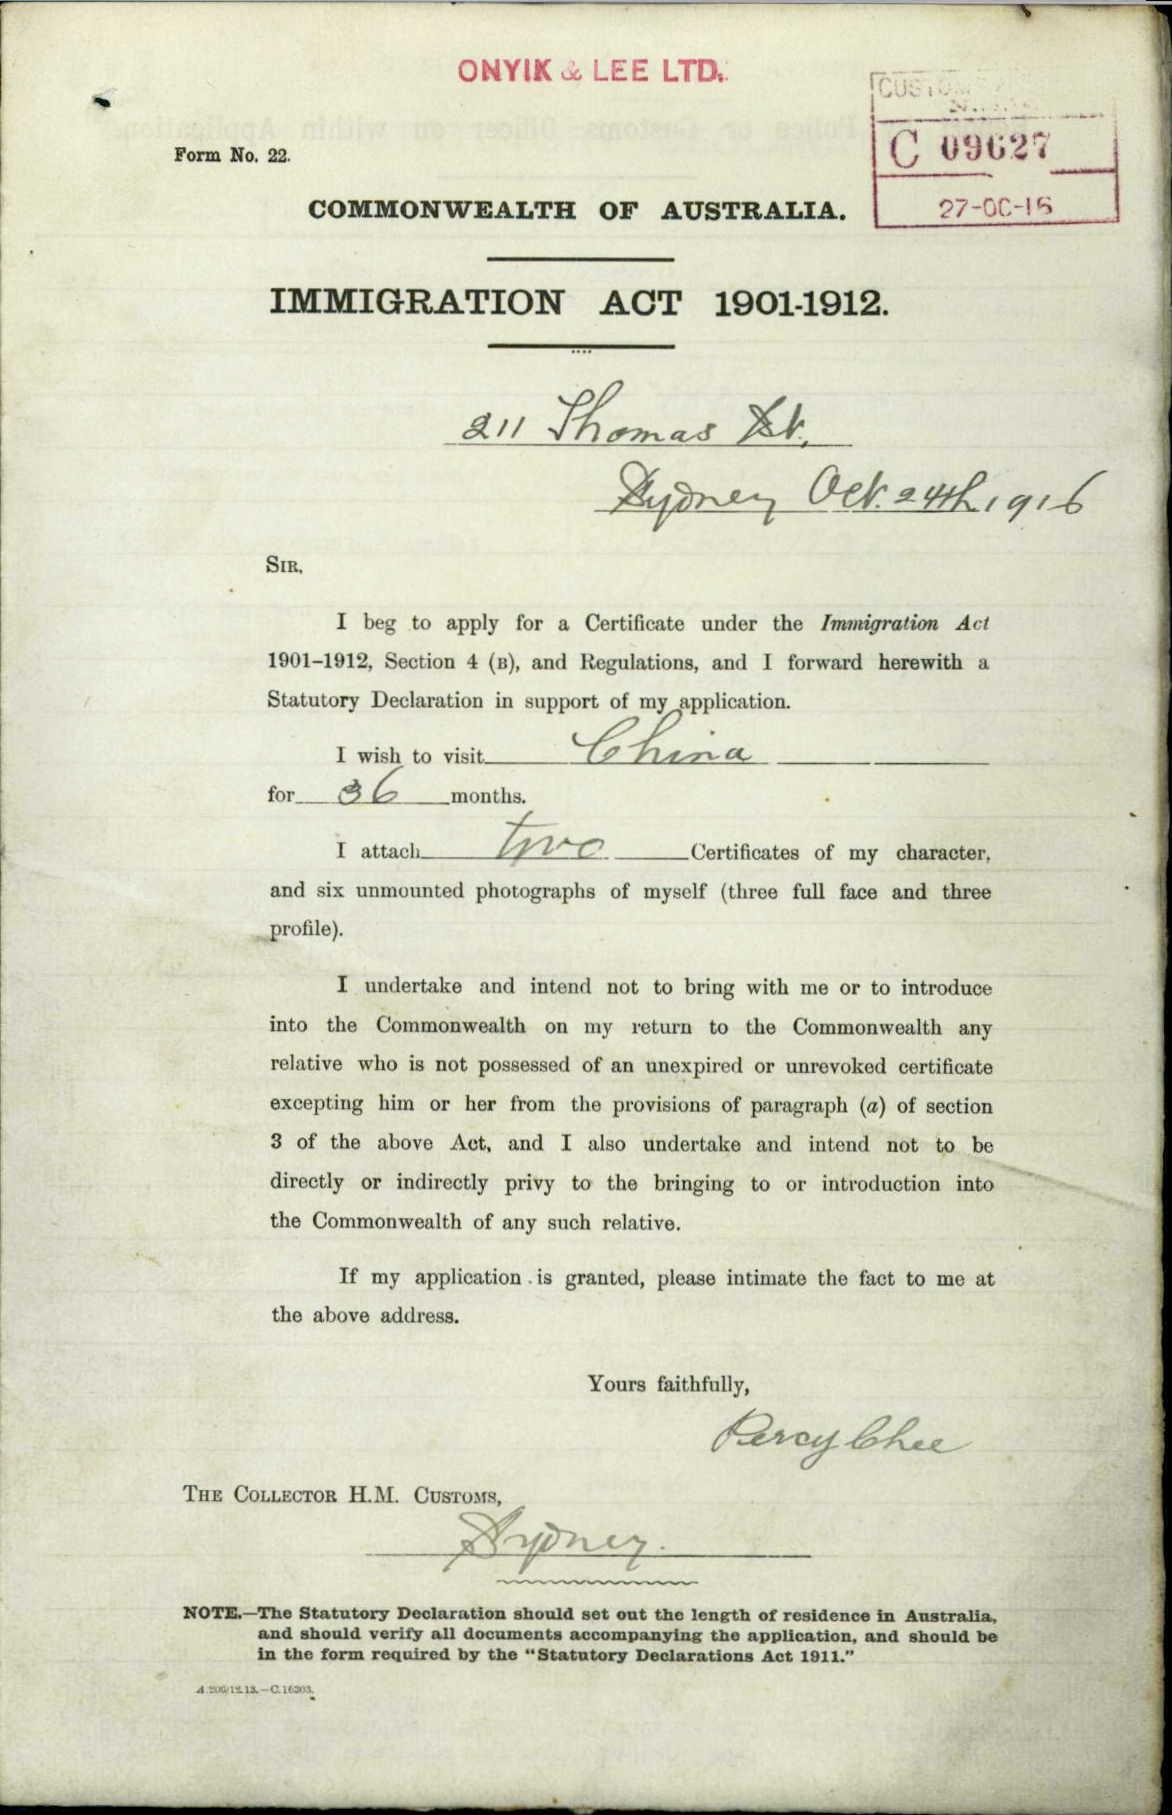 ONYIK & LEE LTD.
CUSTOMS
C 09627
27-OC-16
Form No. 22.
COMMONWEALTH OF AUSTRALIA.
IMMIGRATION ACT 1901-1912.
211 Thomas St.
Sydney Oct. 24th, 1916
SIR,
I beg to apply for a Certificate under the Immigration Act
1901–1912, Section 4 (B), and Regulations, and I forward herewith a
Statutory Declaration in support of my application.
I wish to visit China
for 36 months.
I attach two Certificates of my character,
and six unmounted photographs of myself (three full face and three
profile).
I undertake and intend not to bring with me or to introduce
into the Commonwealth on my return to the Commonwealth any
relative who is not possessed of an unexpired or unrevoked certificate
excepting him or her from the provisions of paragraph (a) of section
3 of the above Act, and I also undertake and intend not to be
directly or indirectly privy to the bringing to or introduction into
the Commonwealth of any such relative.
If my application is granted, please intimate the fact to me at
the above address.
Yours faithfully,
Percy Chee
THE COLLECTOR H.M. CUSTOMS,
Sydney.
NOTE.—The Statutory Declaration should set out the length of residence in Australia,
and should verify all documents accompanying the application, and should be
in the form required by the "Statutory Declarations Act 1911."
C.16303.